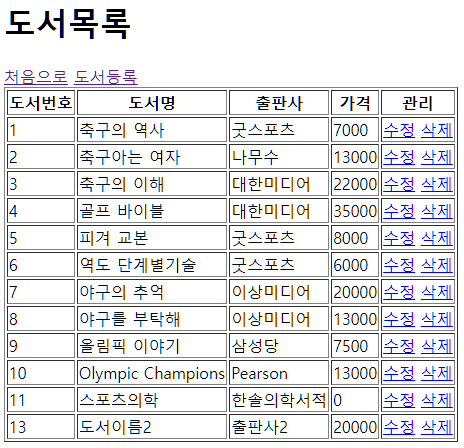 도서목록
처음으로 도서등록
도서번호 도서명 출판사 가격 관리
1 축구의 역사 굿스포츠 7000 수정 삭제
2 축구아는 여자 나무수 13000 수정 삭제
3 축구의 이해 대한미디어 22000 수정 삭제
4 골프 바이블 대한미디어 35000 수정 삭제
5 피겨 교본 굿스포츠 8000 수정 삭제
6 역도 단계별기술 굿스포츠 6000 수정 삭제
7 야구의 추억 이상미디어 20000 수정 삭제
8 야구를 부탁해 이상미디어 13000 수정 삭제
9 올림픽 이야기 삼성당 7500 수정 삭제
10 Olympic Champions Pearson 13000 수정 삭제
11 스포츠의학 한솔의학서적 0 수정 삭제
13 도서이름2 출판사2 20000 수정 삭제